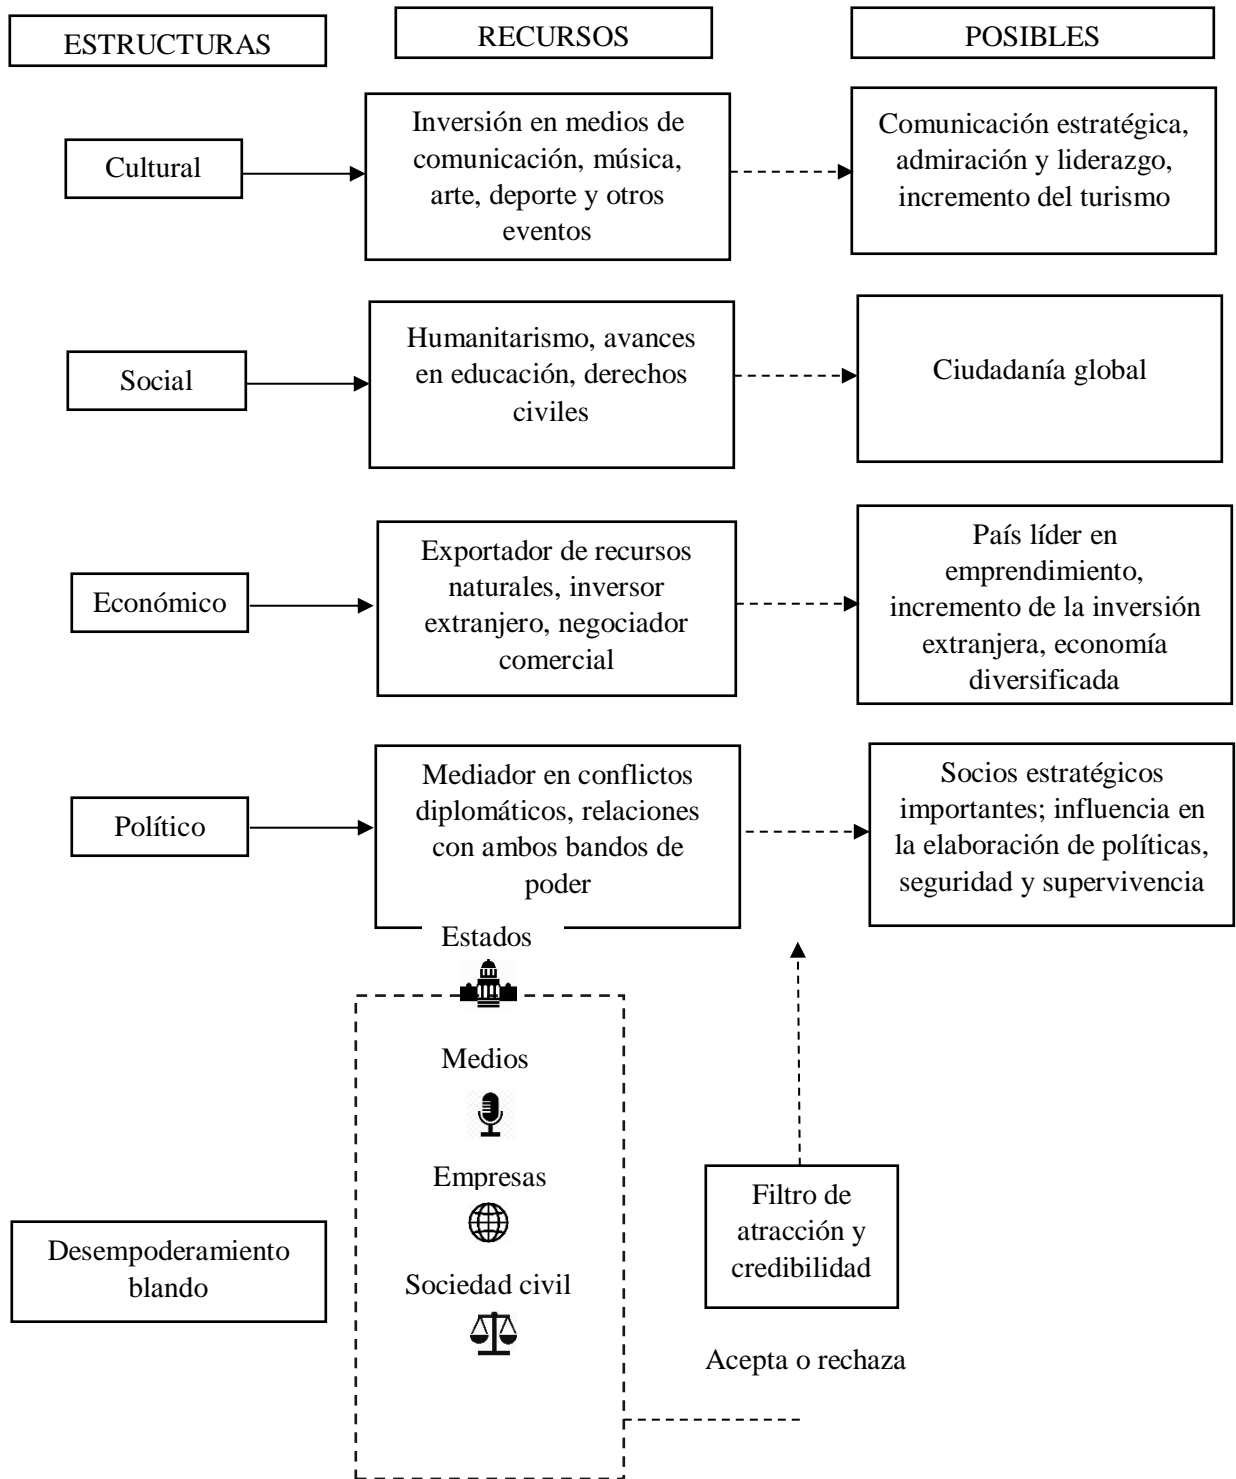 ESTRUCTURAS
RECURSOS
POSIBLES
Cultural
Inversión en medios de
comunicación, música,
arte, deporte y otros
eventos
Comunicación estratégica,
admiración y liderazgo,
incremento del turismo
Social
Humanitarismo, avances
en educación, derechos
civiles
Ciudadanía global
Económico
Exportador de recursos
naturales, inversor
extranjero, negociador
comercial
País líder en
emprendimiento,
incremento de la inversión
extranjera, economía
diversificada
Político
Mediador en conflictos
diplomáticos, relaciones
con ambos bandos de
poder
Socios estratégicos
importantes; influencia en
la elaboración de políticas,
seguridad y supervivencia
Estados
Medios
Empresas
Sociedad civil
Desempoderamiento
blando
Filtro de
atracción y
credibilidad
Acepta o rechaza